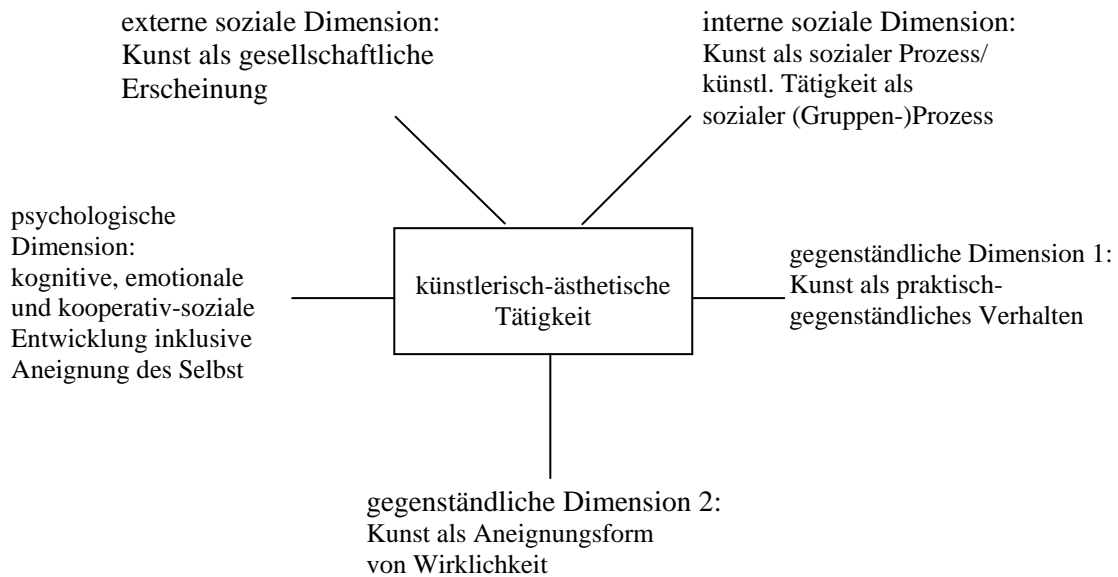 externe soziale Dimension:
Kunst als gesellschaftliche
Erscheinung
interne soziale Dimension:
Kunst als sozialer Prozess/
künstl. Tätigkeit als
sozialer (Gruppen-)Prozess
psychologische
Dimension:
kognitive, emotionale
und kooperativ-soziale
Entwicklung inklusive
Aneignung des Selbst
künstlerisch-ästhetische
Tätigkeit
gegenständliche Dimension 1:
Kunst als praktisch-
gegenständliches Verhalten
gegenständliche Dimension 2:
Kunst als Aneignungsform
von Wirklichkeit